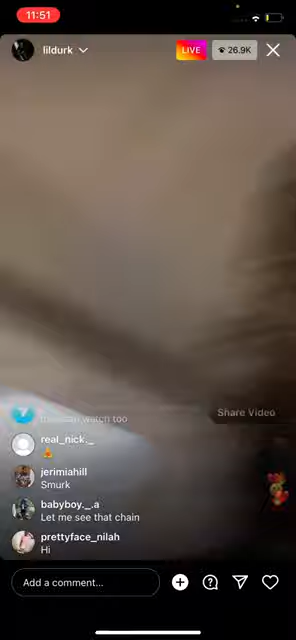 11:51
lildurk
LIVE
26.9K
watch too
Share Video
real_nick._
jerimiahill
Smurk
babyboy._.a
Let me see that chain
prettyface_nilah
Hi
Add a comment...